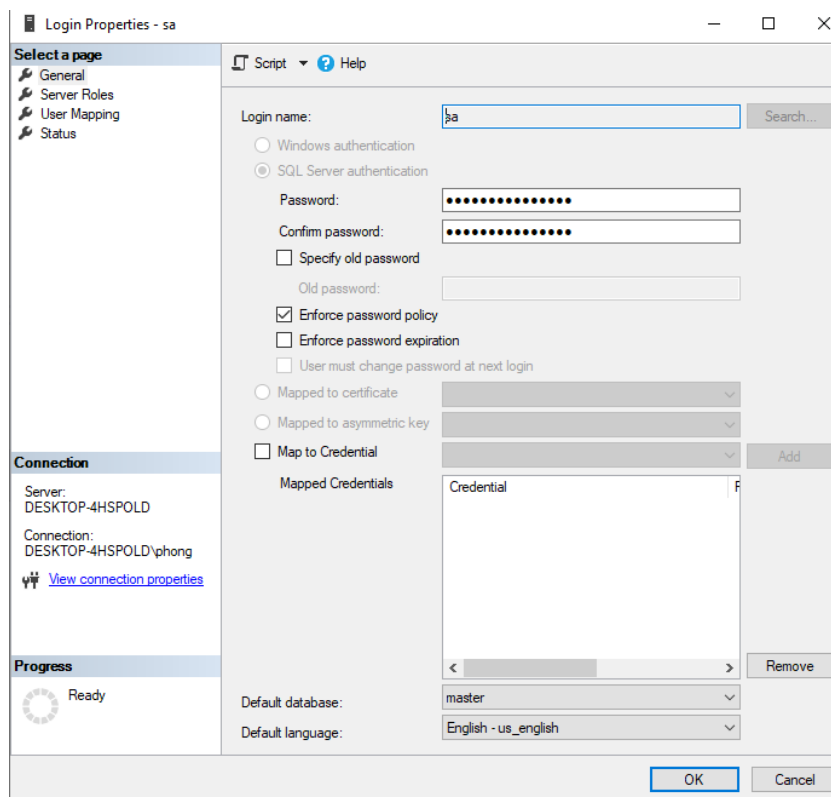 Login Properties - sa
Select a page
General
Server Roles
User Mapping
Status
Script
Help
Login name:
sa
Search...
Windows authentication
SQL Server authentication
Password:
●●●●●●●●●●●●●●●
Confirm password:
●●●●●●●●●●●●●●●
Specify old password
Old password:
Enforce password policy
Enforce password expiration
User must change password at next login
Mapped to certificate
Mapped to asymmetric key
Map to Credential
Add
Mapped Credentials
Credential
Remove
Default database:
master
Default language:
English - us_english
Connection
Server:
DESKTOP-4HSPOLD
Connection:
DESKTOP-4HSPOLD\phong
View connection properties
Progress
Ready
OK
Cancel